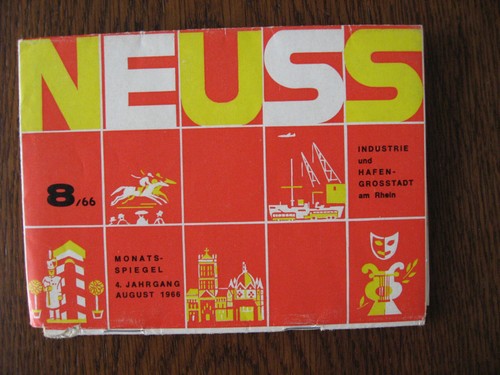 NEUSS
INDUSTRIE
und
HAFEN-
GROSSTADT
am Rhein
8/66
MONATS-
SPIEGEL
4. JAHRGANG
AUGUST 1966